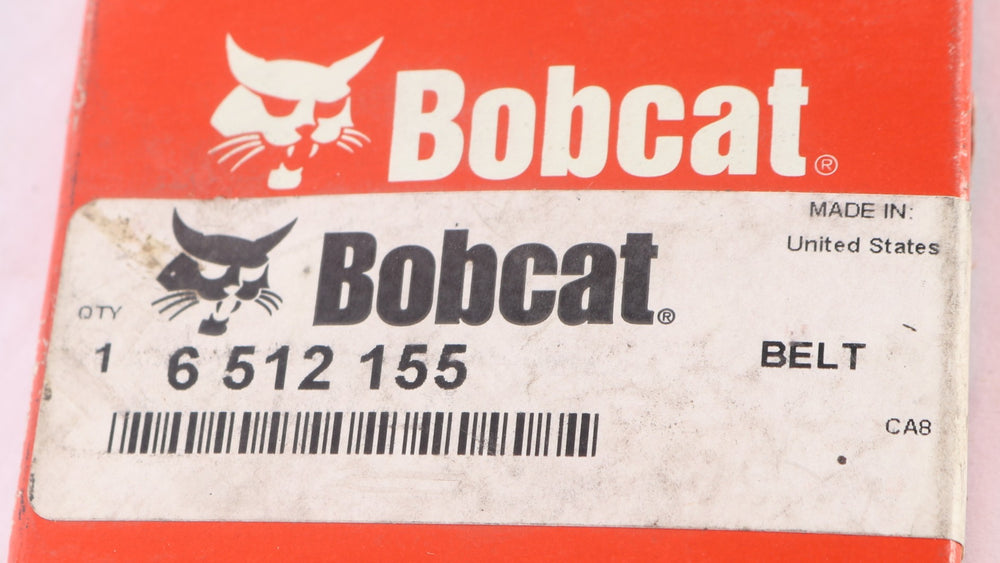 Bobcat®
MADE IN:
United States
Bobcat®
QTY
1 6 512 155 BELT
CA8